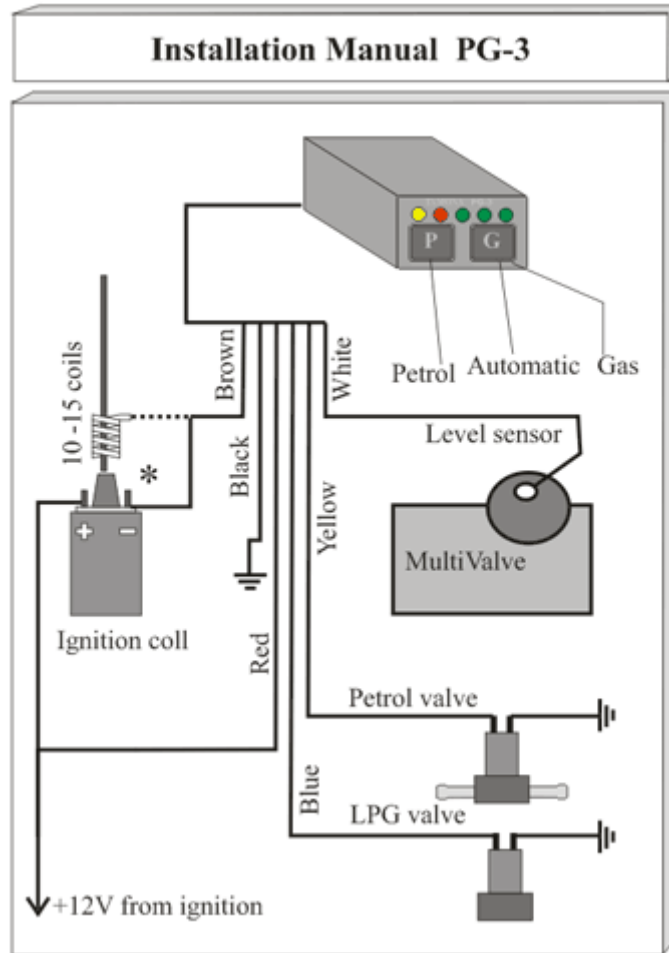 Installation Manual PG-3
P G
Petrol Automatic Gas
10 -15 coils
Brown
White
Black
Level sensor
*
Yellow
+ -
MultiValve
Ignition coll
Red
Petrol valve
Blue
LPG valve
+12V from ignition